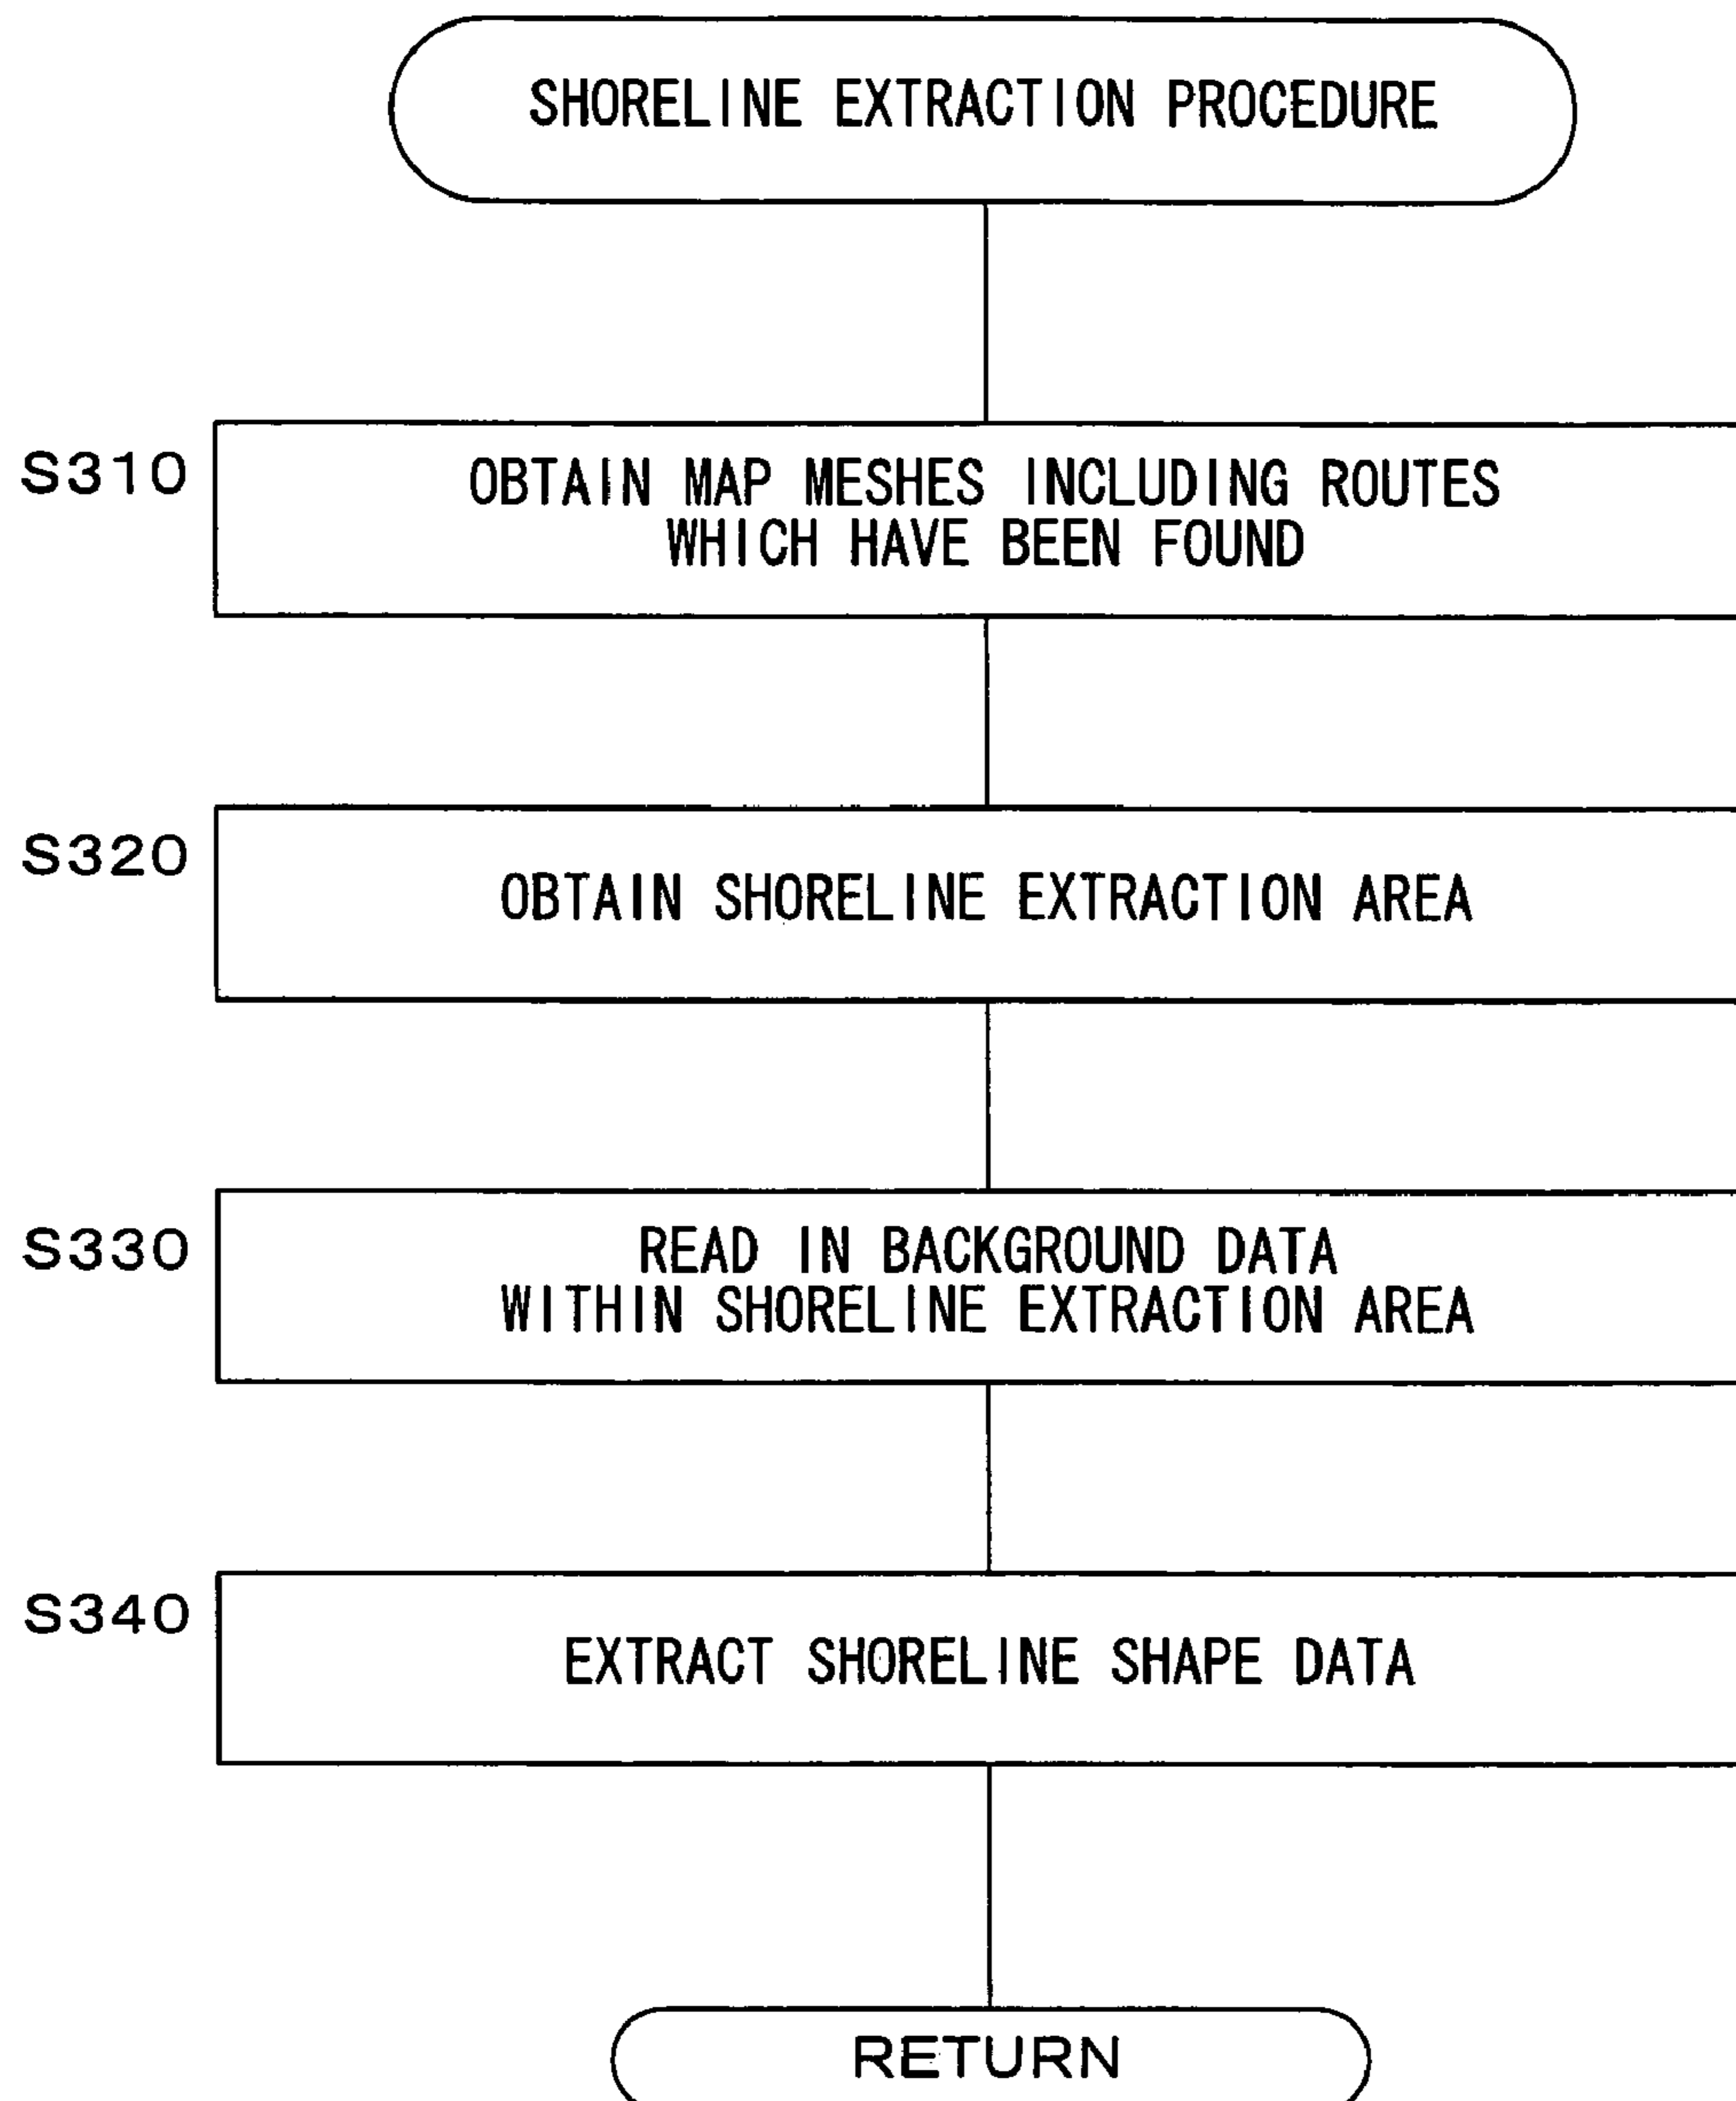 SHORELINE EXTRACTION PROCEDURE
S310
OBTAIN MAP MESHES INCLUDING ROUTES
WHICH HAVE BEEN FOUND
S320
OBTAIN SHORELINE EXTRACTION AREA
S330
READ IN BACKGROUND DATA
WITHIN SHORELINE EXTRACTION AREA
S340
EXTRACT SHORELINE SHAPE DATA
RETURN